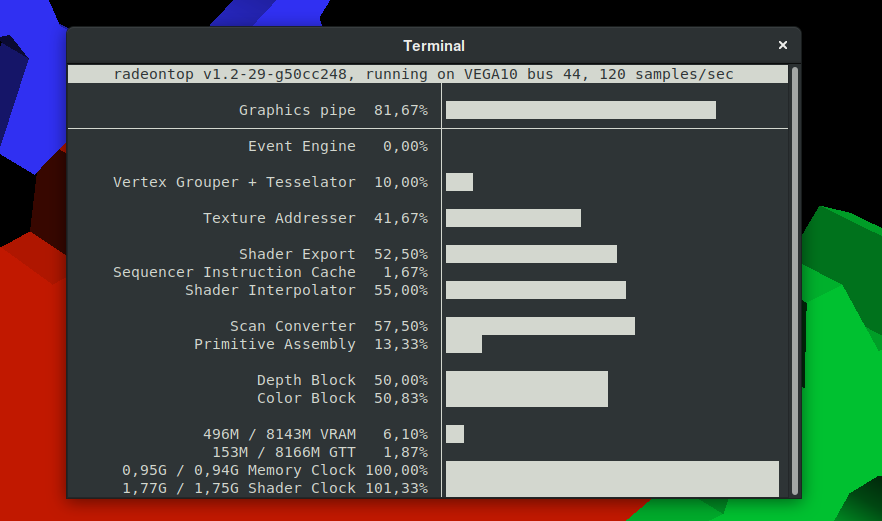 Terminal
radeontop v1.2-29-g50cc248, running on VEGA10 bus 44, 120 samples/sec
Graphics pipe 81,67%
Event Engine 0,00%
Vertex Grouper + Tesselator 10,00%
Texture Addresser 41,67%
Shader Export 52,50%
Sequencer Instruction Cache 1,67%
Shader Interpolator 55,00%
Scan Converter 57,50%
Primitive Assembly 13,33%
Depth Block 50,00%
Color Block 50,83%
496M / 8143M VRAM 6,10%
153M / 8166M GTT 1,87%
0,95G / 0,94G Memory Clock 100,00%
1,77G / 1,75G Shader Clock 101,33%